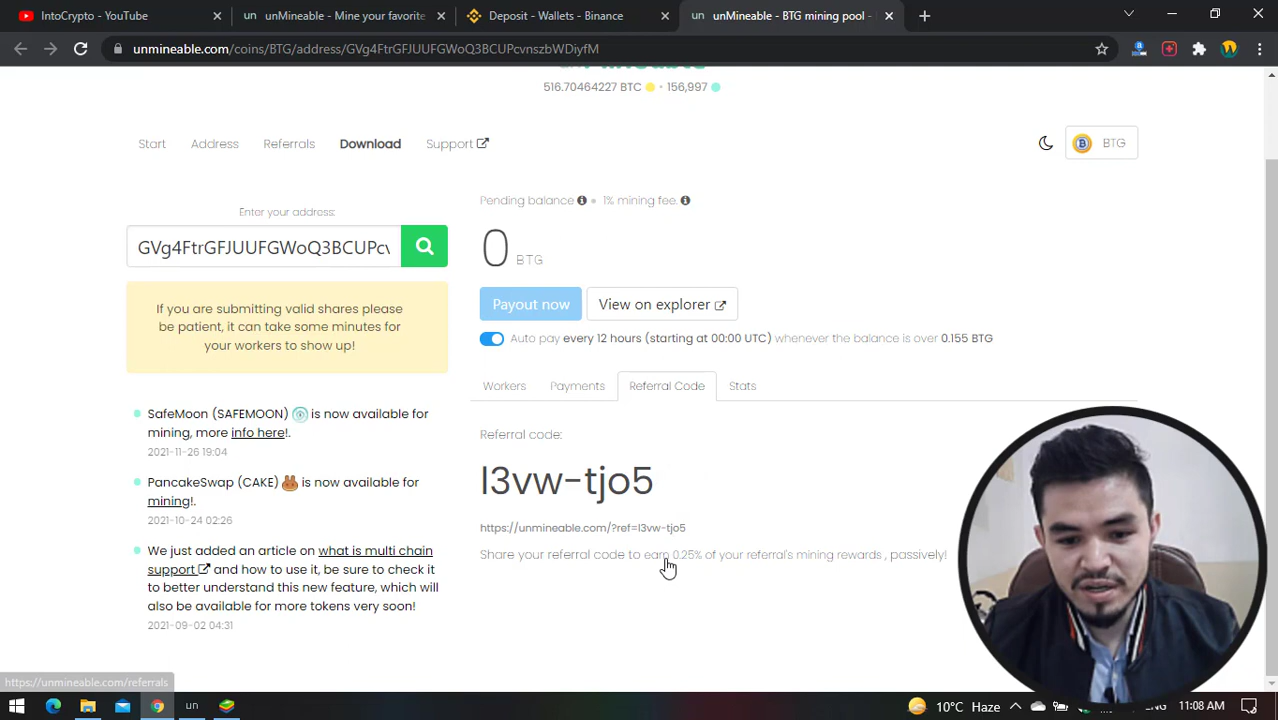 IntoCrypto - YouTube
unMineable - Mine your favorite
Deposit - Wallets - Binance
unMineable - BTG mining pool -
unmineable.com/coins/BTG/address/GVg4FtrGFJUUFGWoQ3BCUPcvnszbWDiyfM
516.70464227 BTC • 156,997
Start Address Referrals Download Support
BTG
Enter your address:
GVg4FtrGFJUUFGWoQ3BCUPcv
If you are submitting valid shares please
be patient, it can take some minutes for
your workers to show up!
SafeMoon (SAFEMOON) is now available for
mining, more info here!.
2021-11-26 19:04
PancakeSwap (CAKE) is now available for
mining!.
2021-10-24 02:26
We just added an article on what is multi chain
support and how to use it, be sure to check it
to better understand this new feature, which will
also be available for more tokens very soon!
2021-09-02 04:31
Pending balance • 1% mining fee.
0 BTG
Payout now
View on explorer
Auto pay every 12 hours (starting at 00:00 UTC) whenever the balance is over 0.155 BTG
Workers Payments Referral Code Stats
Referral code:
l3vw-tjo5
https://unmineable.com/?ref=l3vw-tjo5
Share your referral code to earn 0.25% of your referral's mining rewards , passively!
https://unmineable.com/referrals
un
10°C Haze
ENG
11:08 AM